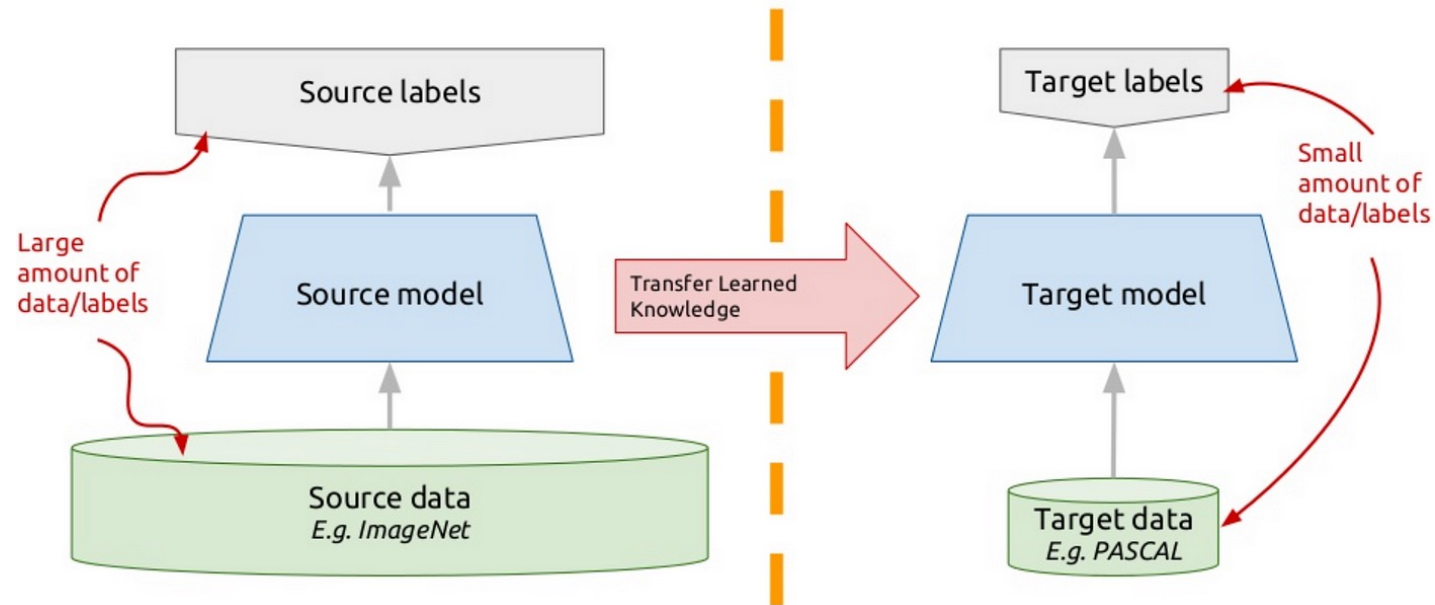 Source labels
Large
amount of
data/labels
Source model
Source data
E.g. ImageNet
Transfer Learned
Knowledge
Target labels
Small
amount of
data/labels
Target model
Target data
E.g. PASCAL